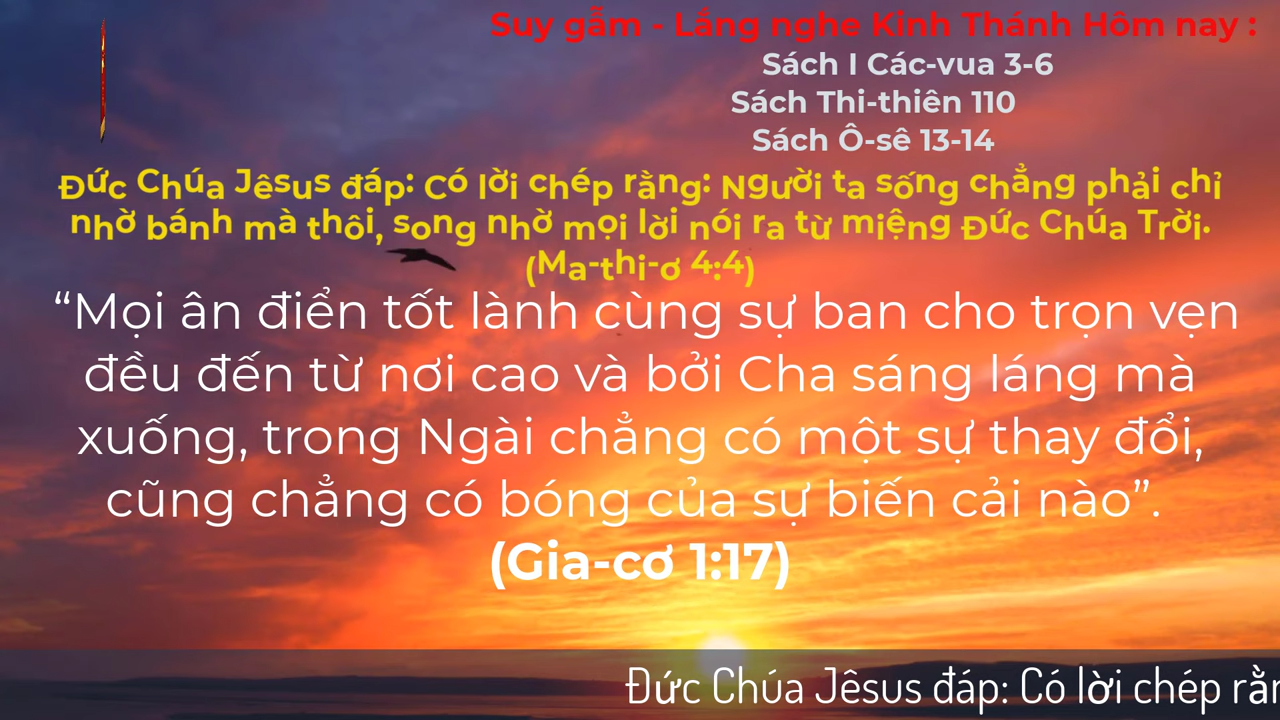 Suy gẫm - Lắng nghe Kinh Thánh Hôm nay :
Sách I Các-vua 3-6
Sách Thi-thiên 110
Sách Ô-sê 13-14
Đức Chúa Jêsus đáp: Có lời chép rằng: Người ta sống chẳng phải chỉ
nhờ bánh mà thôi, song nhờ mọi lời nói ra từ miệng Đức Chúa Trời.
(Ma-thi-ơ 4:4)
“Mọi ân điển tốt lành cùng sự ban cho trọn vẹn
đều đến từ nơi cao và bởi Cha sáng láng mà
xuống, trong Ngài chẳng có một sự thay đổi,
cũng chẳng có bóng của sự biến cải nào”.
(Gia-cơ 1:17)
Đức Chúa Jêsus đáp: Có lời chép